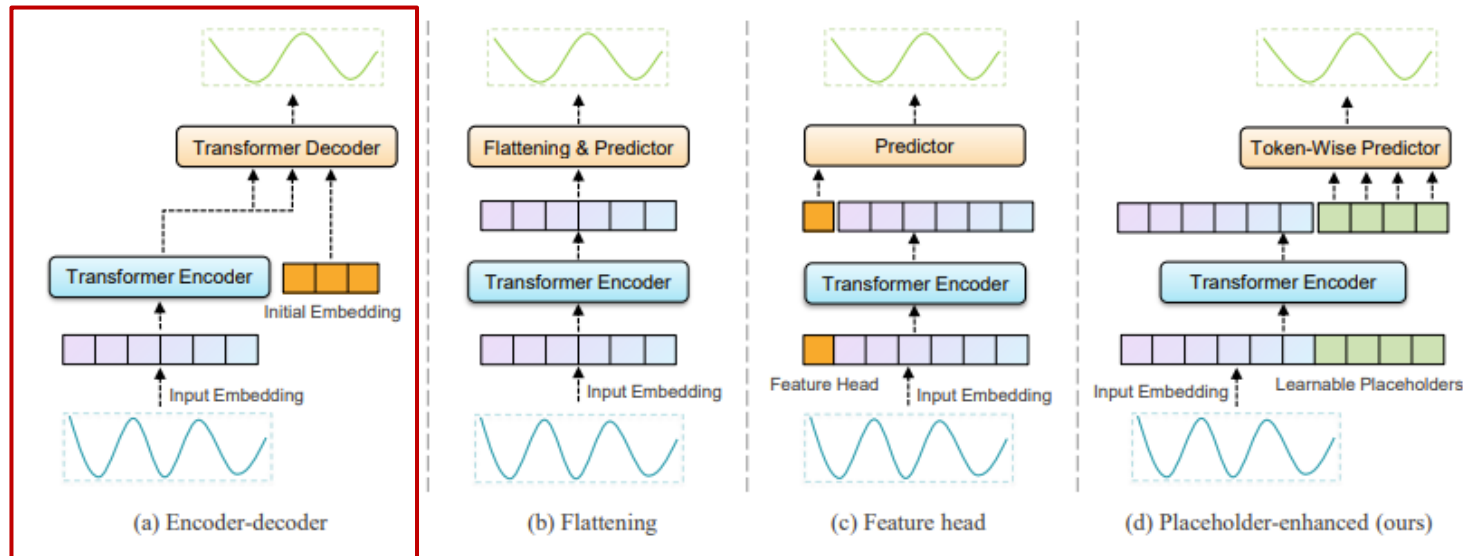 Transformer Decoder
Transformer Encoder
Initial Embedding
Input Embedding
(a) Encoder-decoder
Flattening & Predictor
Transformer Encoder
Input Embedding
(b) Flattening
Predictor
Transformer Encoder
Feature Head
Input Embedding
(c) Feature head
Token-Wise Predictor
Transformer Encoder
Input Embedding
Learnable Placeholders
(d) Placeholder-enhanced (ours)